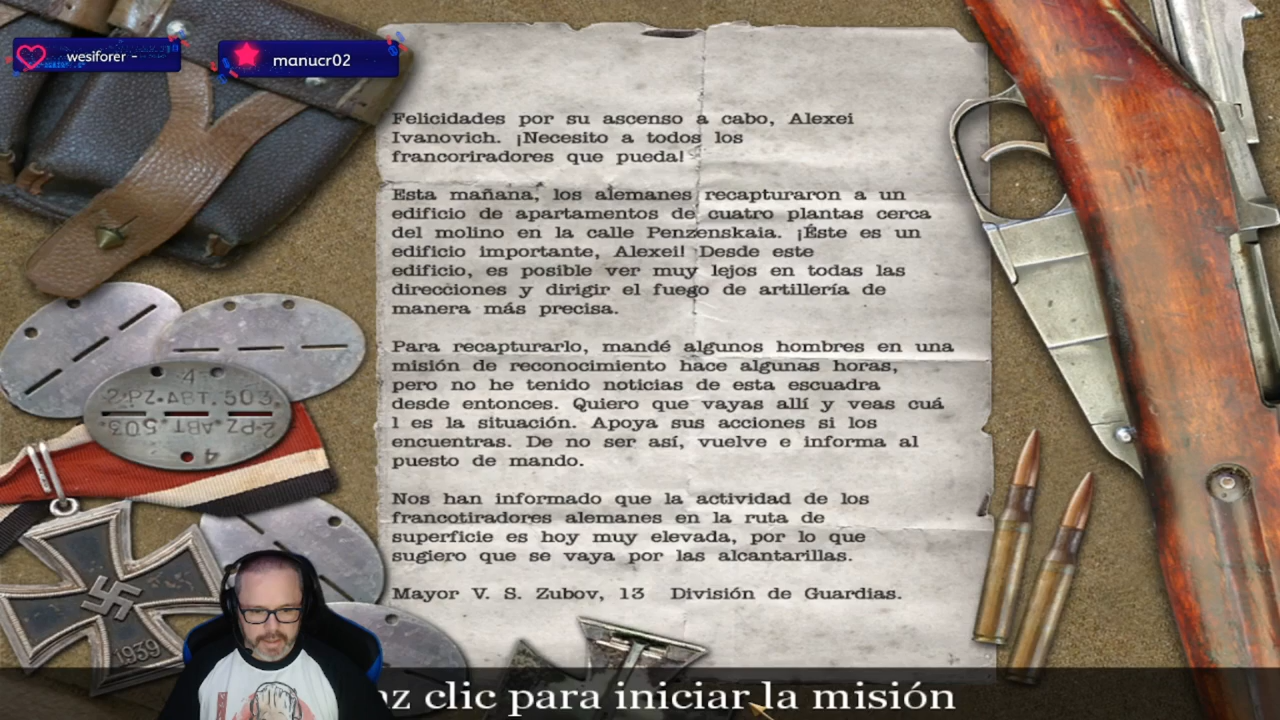 wesiforer -
manucr02
Felicidades por su ascenso a cabo, Alexei
Ivanovich. ¡Necesito a todos los
francoriradores que pueda!
Esta mañana, los alemanes recapturaron a un
edificio de apartamentos de cuatro plantas cerca
del molino en la calle Penzenskaia. ¡Éste es un
edificio importante, Alexei! Desde este
edificio, es posible ver muy lejos en todas las
direcciones y dirigir el fuego de artillería de
manera más precisa.
Para recapturarlo, mandé algunos hombres en una
misión de reconocimiento hace algunas horas,
pero no he tenido noticias de esta escuadra
desde entonces. Quiero que vayas allí y veas cuá
l es la situación. Apoya sus acciones si los
encuentras. De no ser así, vuelve e informa al
puesto de mando.
Nos han informado que la actividad de los
francotiradores alemanes en la ruta de
superficie es hoy muy elevada, por lo que
sugiero que se vaya por las alcantarillas.
Mayor V. S. Zubov, 13 División de Guardias.
4
2·PZ·ABT.503.
2·PZ·ABT.503.
4
1939
az clic para iniciar la misión